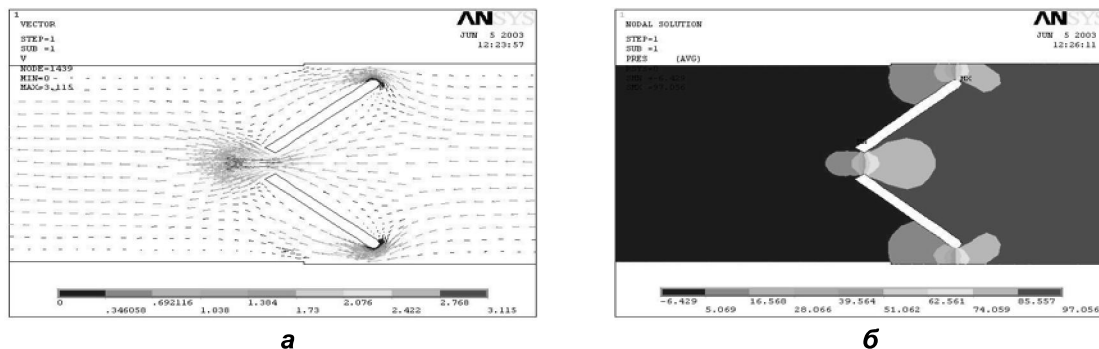 1
VECTOR
STEP=1
SUB =1
V
NODE=1439
MIN=0
MAX=3.115
ANSYS
JUN 5 2003
12:23:57
0 .692116 1.384 2.076 2.768
.346058 1.038 1.73 2.422 3.115
а
1
NODAL SOLUTION
STEP=1
SUB =1
PRES (AVG)
ANSYS
JUN 5 2003
12:26:11
MX
-6.429 16.568 39.564 62.561 85.557
5.069 28.066 51.062 74.059 97.056
б